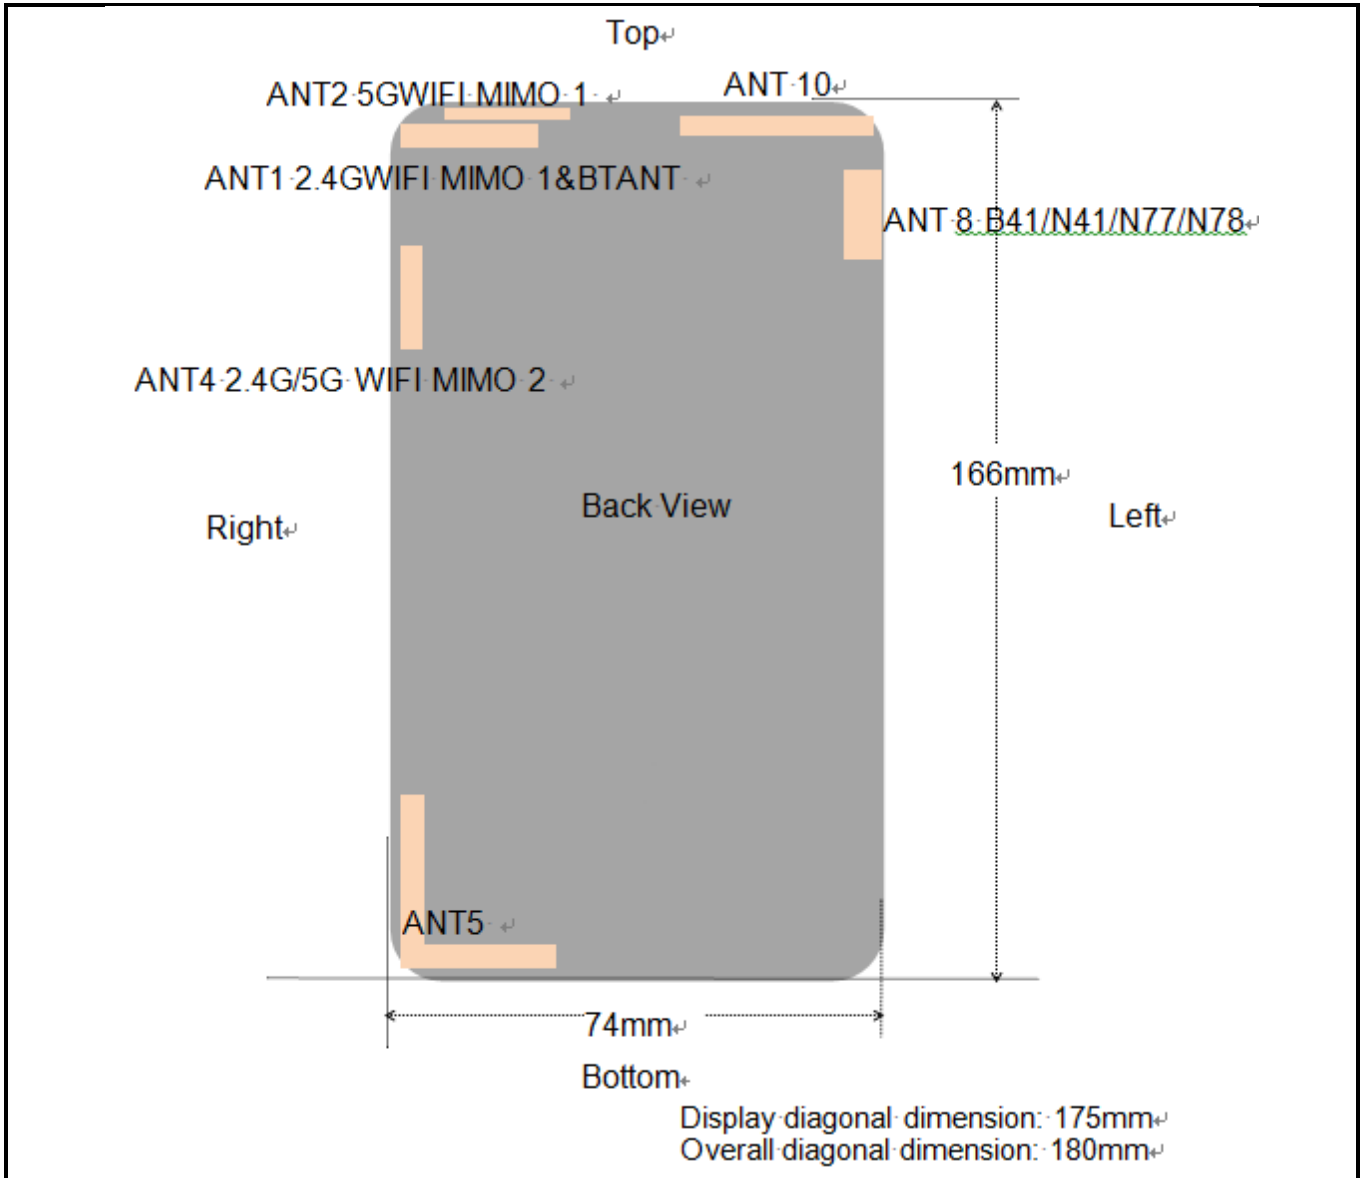 Top
ANT2 5GWIFI MIMO 1
ANT 10
ANT1 2.4GWIFI MIMO 1&BTANT
ANT 8 B41/N41/N77/N78
ANT4 2.4G/5G WIFI MIMO 2
166mm
Back View
Right
Left
ANT5
74mm
Bottom
Display diagonal dimension: 175mm
Overall diagonal dimension: 180mm